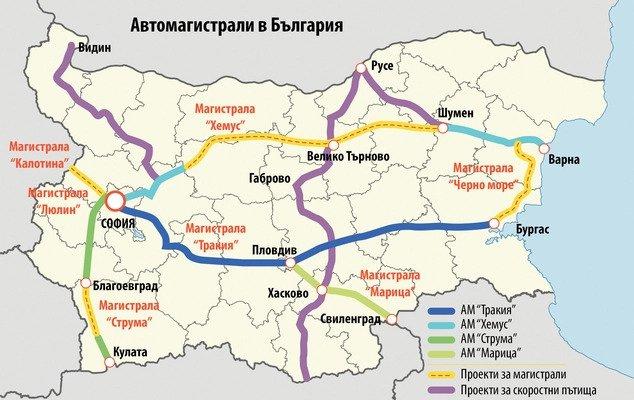 Автомагистрали в България
Видин
Русе
Магистрала
"Хемус"
Шумен
Магистрала
"Калотина"
Велико Търново
Варна
Магистрала
"Черно море"
Габрово
Магистрала
"Люлин"
СОФИЯ
Магистрала
"Тракия"
Пловдив
Бургас
Благоевград
Хасково
Магистрала
"Марица"
Магистрала
"Струма"
Свиленград
Кулата
АМ "Тракия"
АМ "Хемус"
АМ "Струма"
АМ "Марица"
Проекти за магистрали
Проекти за скоростни пътища